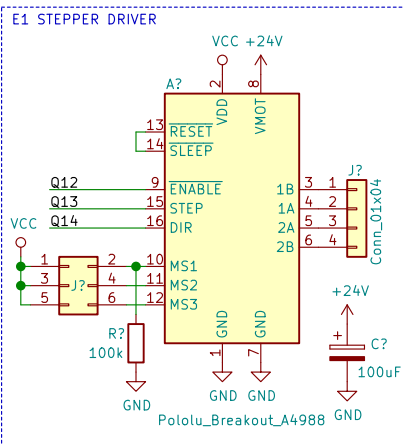 E1 STEPPER DRIVER
VCC +24V
A?
2 8
VDD VMOT
13 RESET
14 SLEEP
Q12 9 ENABLE 1B 3 1
Q13 15 STEP 1A 4 2
Q14 16 DIR 2A 5 3
2B 6 4
J?
Conn_01x04
VCC
1 2 10 MS1
3 J? 4 11 MS2
5 6 12 MS3
+24V
R?
100k
GND GND
1 7
+ C?
100uF
GND GND GND GND
Pololu_Breakout_A4988